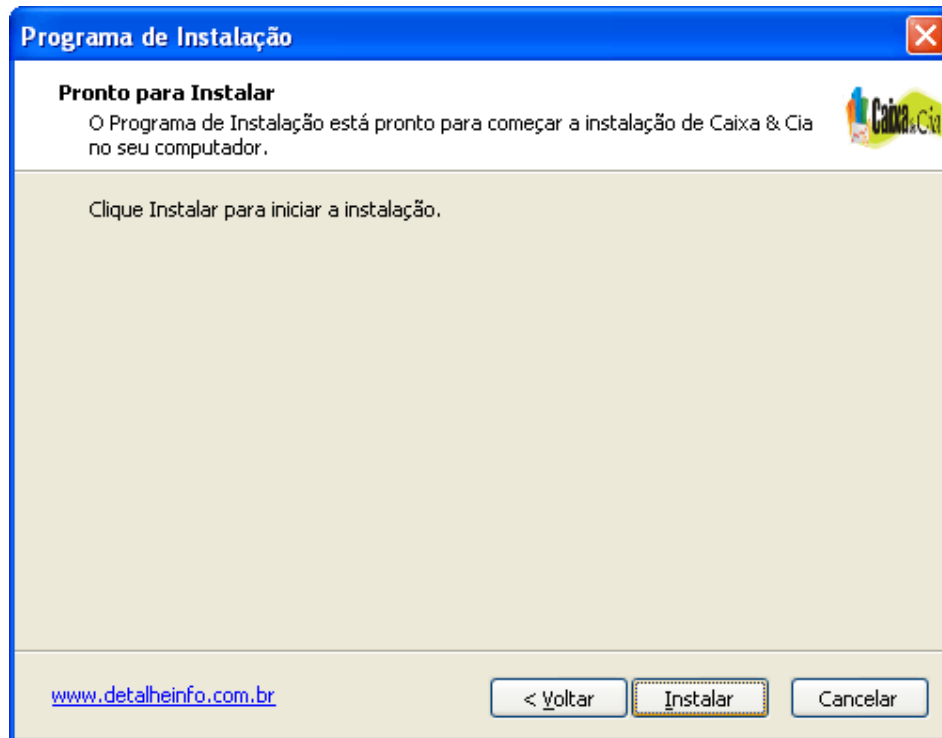 Programa de Instalação
Pronto para Instalar
O Programa de Instalação está pronto para começar a instalação de Caixa & Cia
no seu computador.
Caixa & Cia
Clique Instalar para iniciar a instalação.
www.detalheinfo.com.br
< Voltar
Instalar
Cancelar